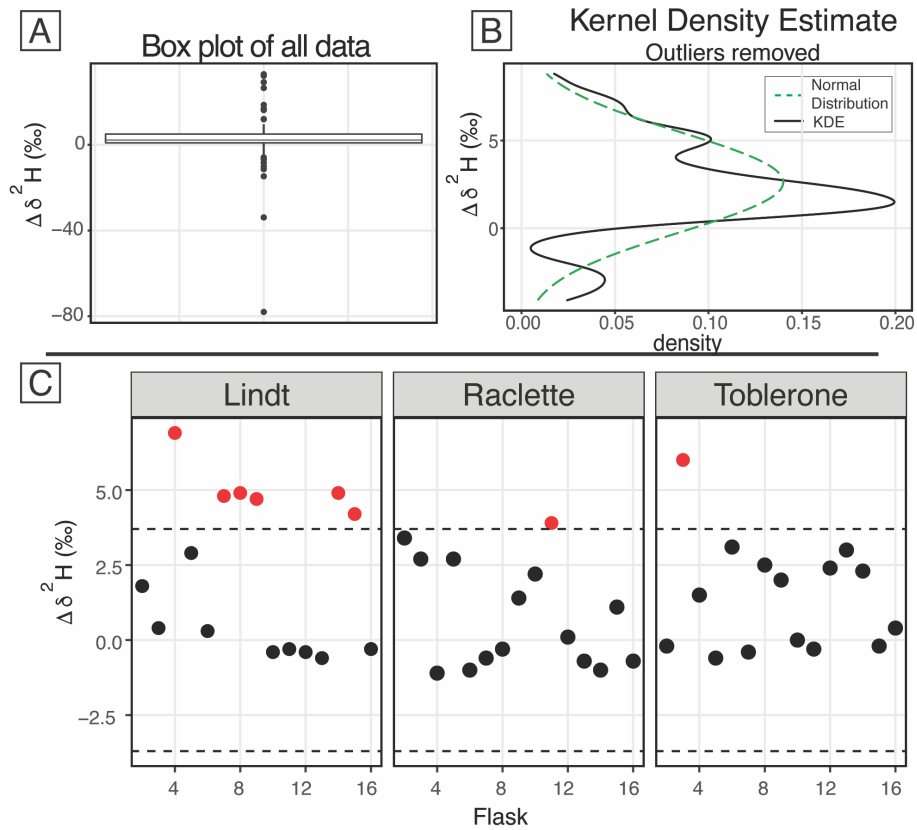 A
Box plot of all data
Δ δ ² H (‰)
0
−40
−80
B
Kernel Density Estimate
Outliers removed
Δ δ ² H (‰)
5
0
Normal
Distribution
KDE
0.00 0.05 0.10 0.15 0.20
density
C
Lindt Raclette Toblerone
Δ δ ² H (‰)
5.0
2.5
0.0
−2.5
4 8 12 16 4 8 12 16 4 8 12 16
Flask